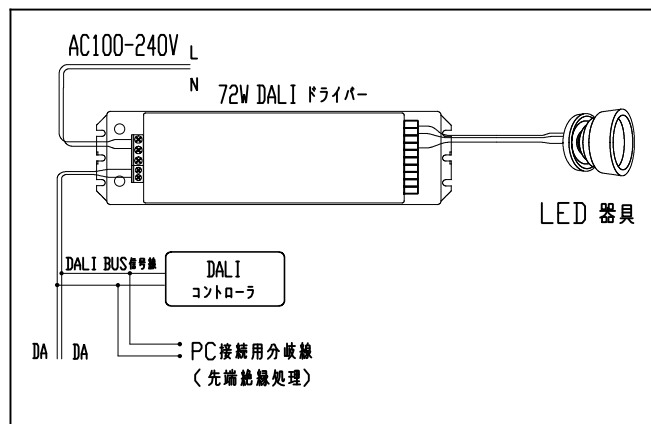 AC100-240V L
N
72W DALI ドライバー
LED 器具
DALI BUS信号線
DALI
コントローラ
DA DA
PC接続用分岐線
(先端絶縁処理)